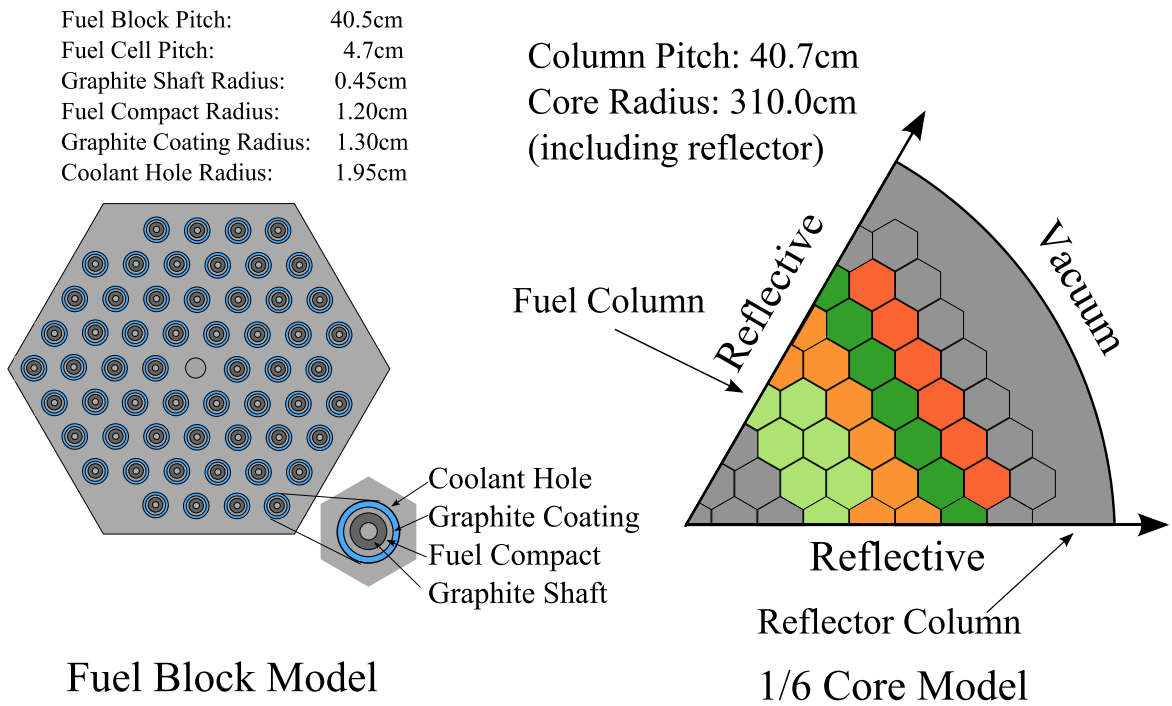 Fuel Block Pitch: 40.5cm
Fuel Cell Pitch: 4.7cm
Graphite Shaft Radius: 0.45cm
Fuel Compact Radius: 1.20cm
Graphite Coating Radius: 1.30cm
Coolant Hole Radius: 1.95cm
Coolant Hole
Graphite Coating
Fuel Compact
Graphite Shaft
Fuel Block Model
Column Pitch: 40.7cm
Core Radius: 310.0cm
(including reflector)
Fuel Column
Reflective
Vacuum
Reflective
Reflector Column
1/6 Core Model